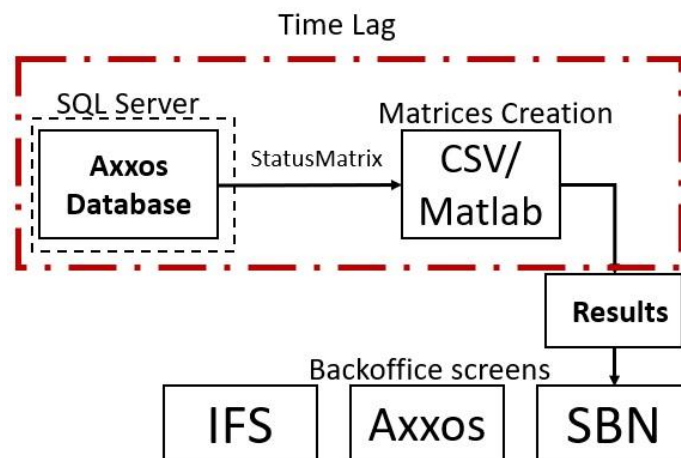 Time Lag
SQL Server
Matrices Creation
Axxos
Database
StatusMatrix
CSV/
Matlab
Results
Backoffice screens
IFS
Axxos
SBN